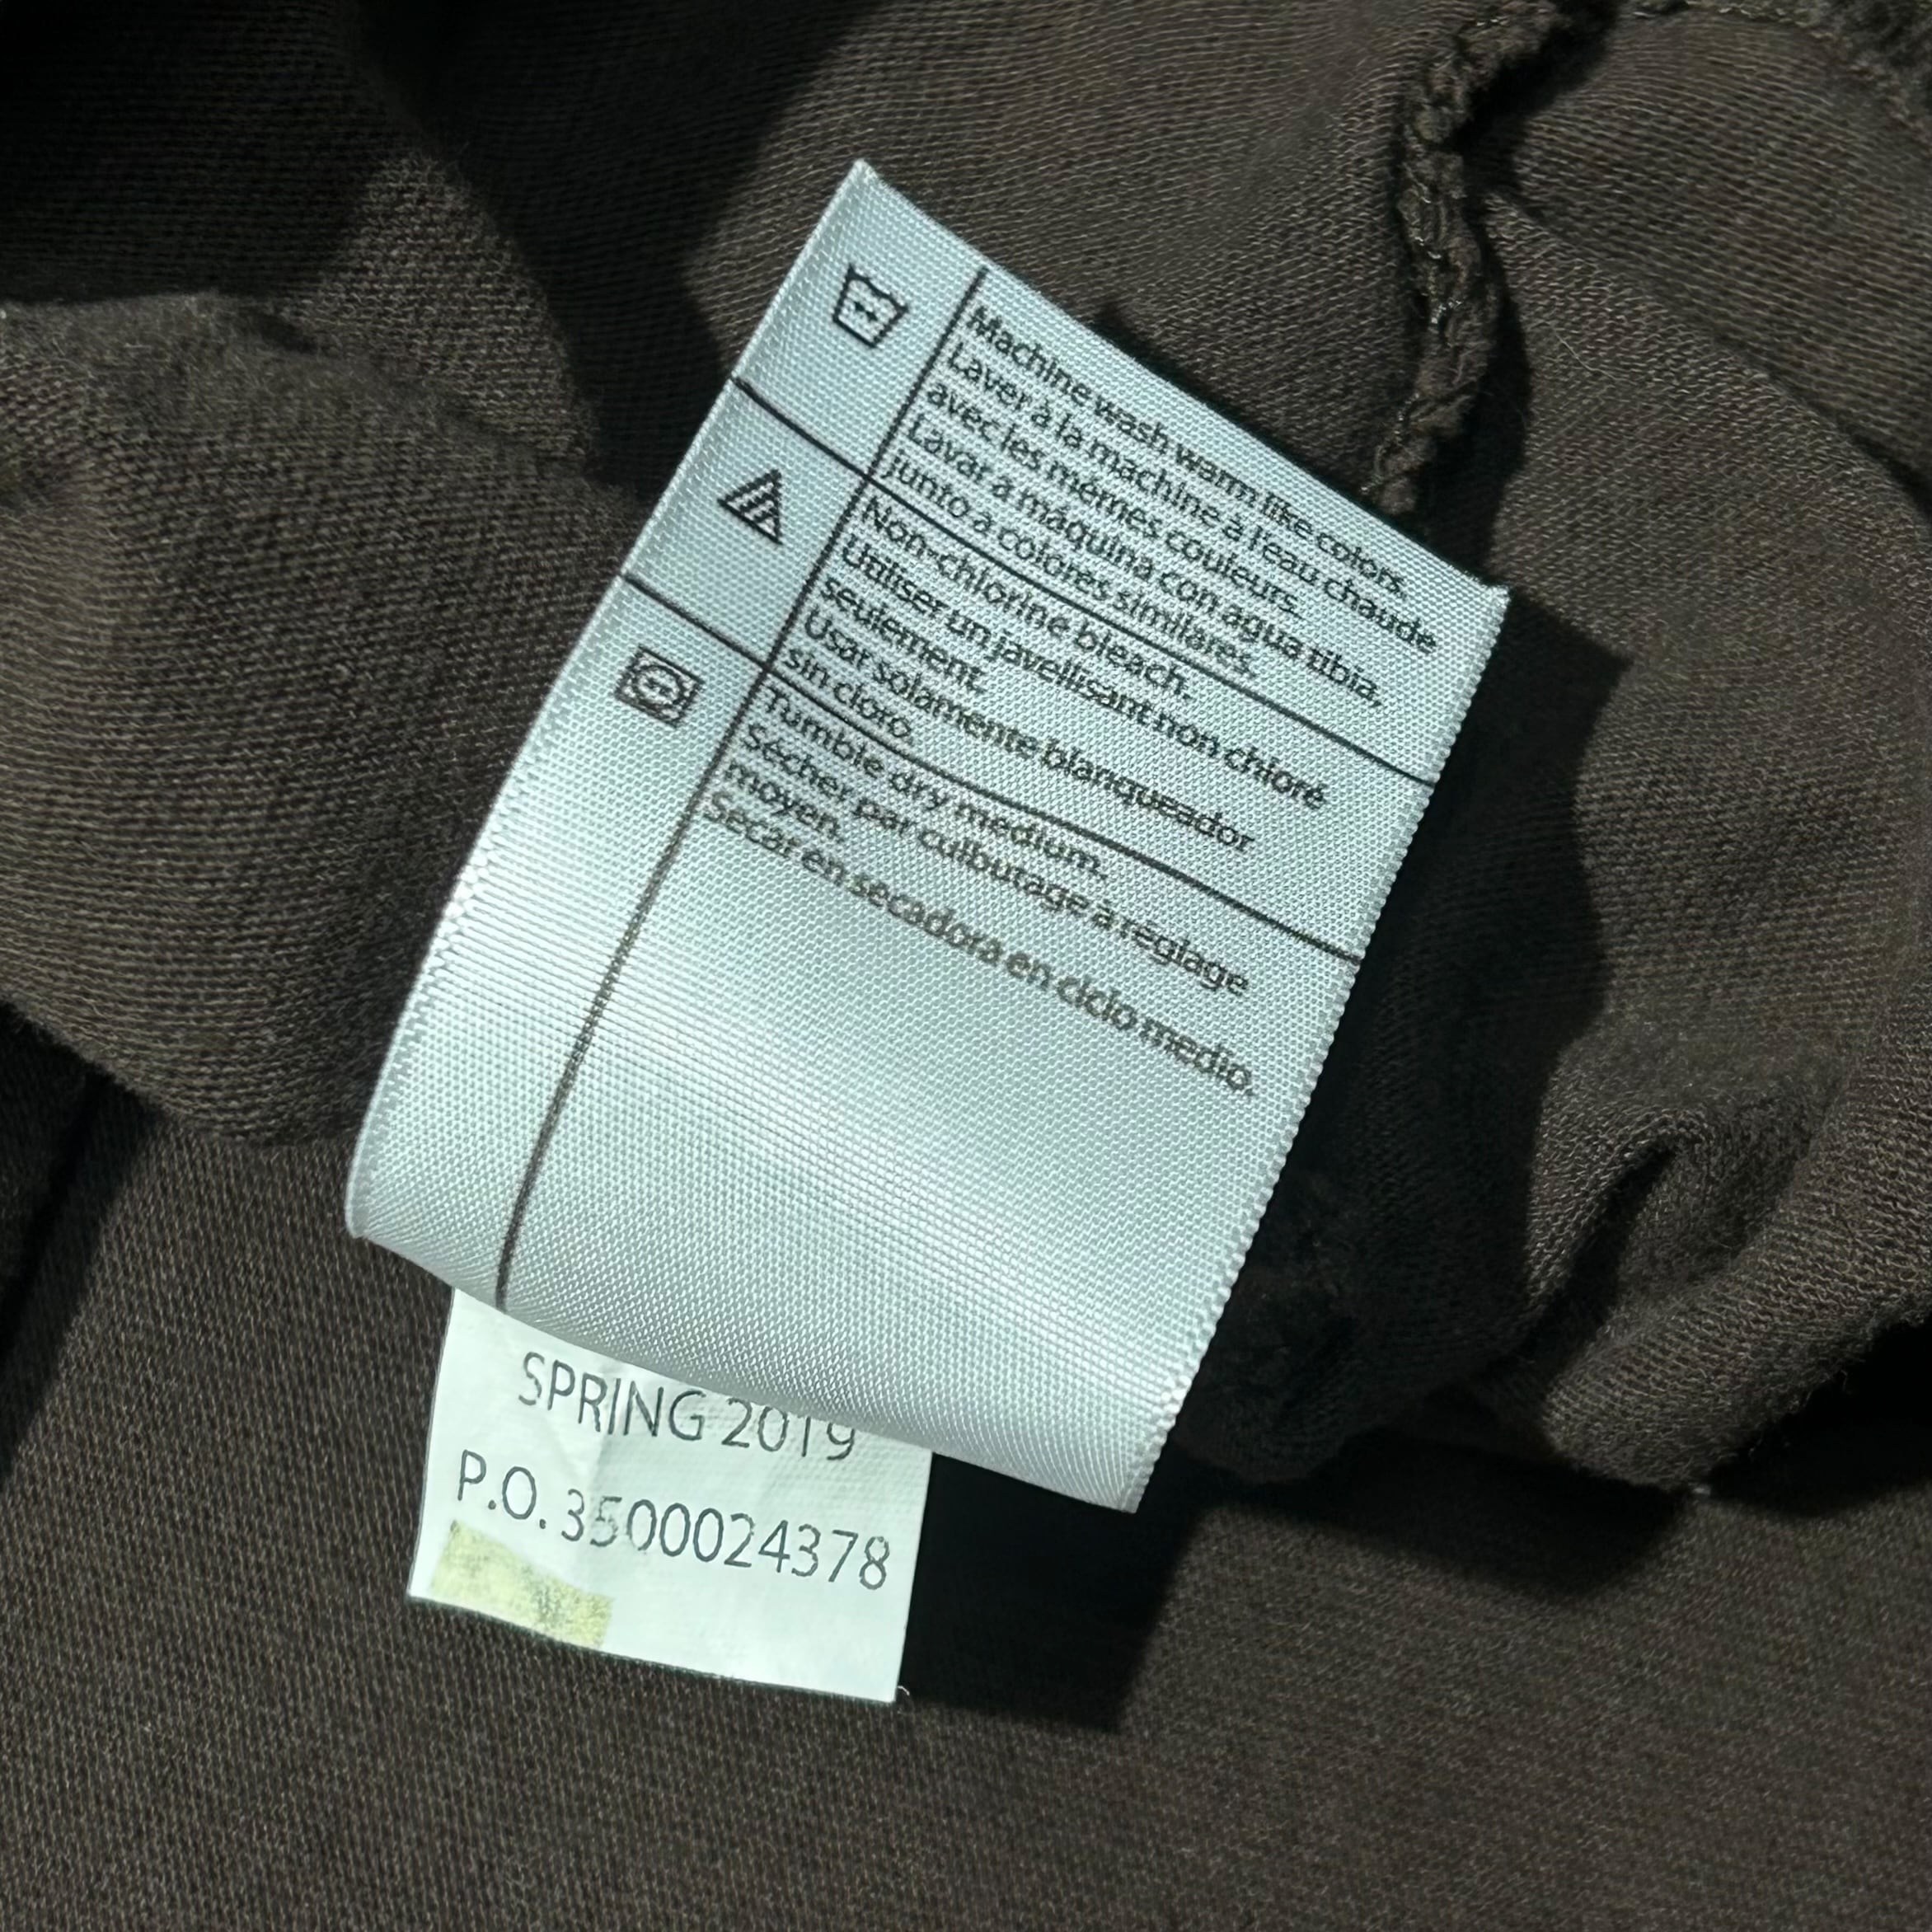 Machine wash warm like colors.
Laver à la machine à l'eau chaude
avec les mêmes couleurs.
Lavar a máquina con agua tibia,
junto a colores similares.
Non-chlorine bleach.
Utiliser un javellisant non chloré
seulement.
Usar solamente blanqueador
sin cloro.
Tumble dry medium.
Sécher par culbutage à réglage
moyen.
Secar en secadora en ciclo medio.
SPRING 2019
P.O. 3500024378